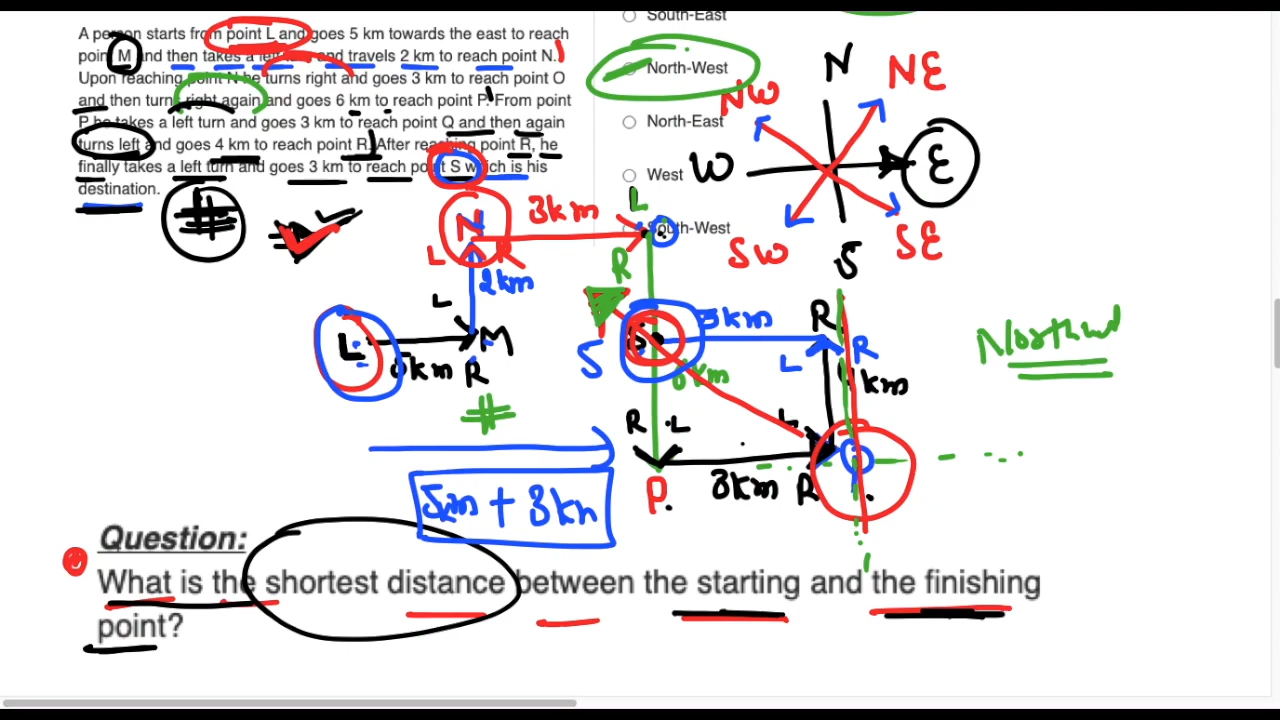 A person starts from point L and goes 5 km towards the east to reach
point M and then takes a left turn and travels 2 km to reach point N.
Upon reaching point N he turns right and goes 3 km to reach point O
and then turns right again and goes 6 km to reach point P. From point
P he takes a left turn and goes 3 km to reach point Q and then again
turns left and goes 4 km to reach point R. After reaching point R, he
finally takes a left turn and goes 3 km to reach point S which is his
destination.
South-East
North-West
North-East
West
South-West
N
NE
NW
W
E
SW
SE
S
N
3km
L
L
R
2km
L
L
M
R
S
3km
R
L
R
6km
4km
R
L
L
P.
3km
R
5km + 3km
Question:
What is the shortest distance between the starting and the finishing
point?